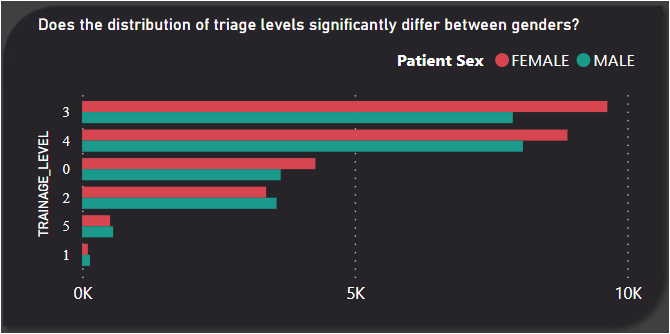 Does the distribution of triage levels significantly differ between genders?
Patient Sex FEMALE MALE
TRAINAGE_LEVEL
3
4
0
2
5
1
0K 5K 10K